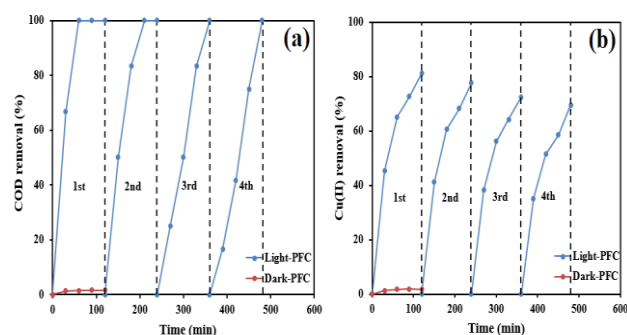 100
80
60
40
20
0
COD removal (%)
(a)
1st
2nd
3rd
4th
Light-PFC
Dark-PFC
0
100
200
300
400
500
600
Time (min)
100
80
60
40
20
0
Cu(II) removal (%)
(b)
1st
2nd
3rd
4th
Light-PFC
Dark-PFC
0
100
200
300
400
500
600
Time (min)